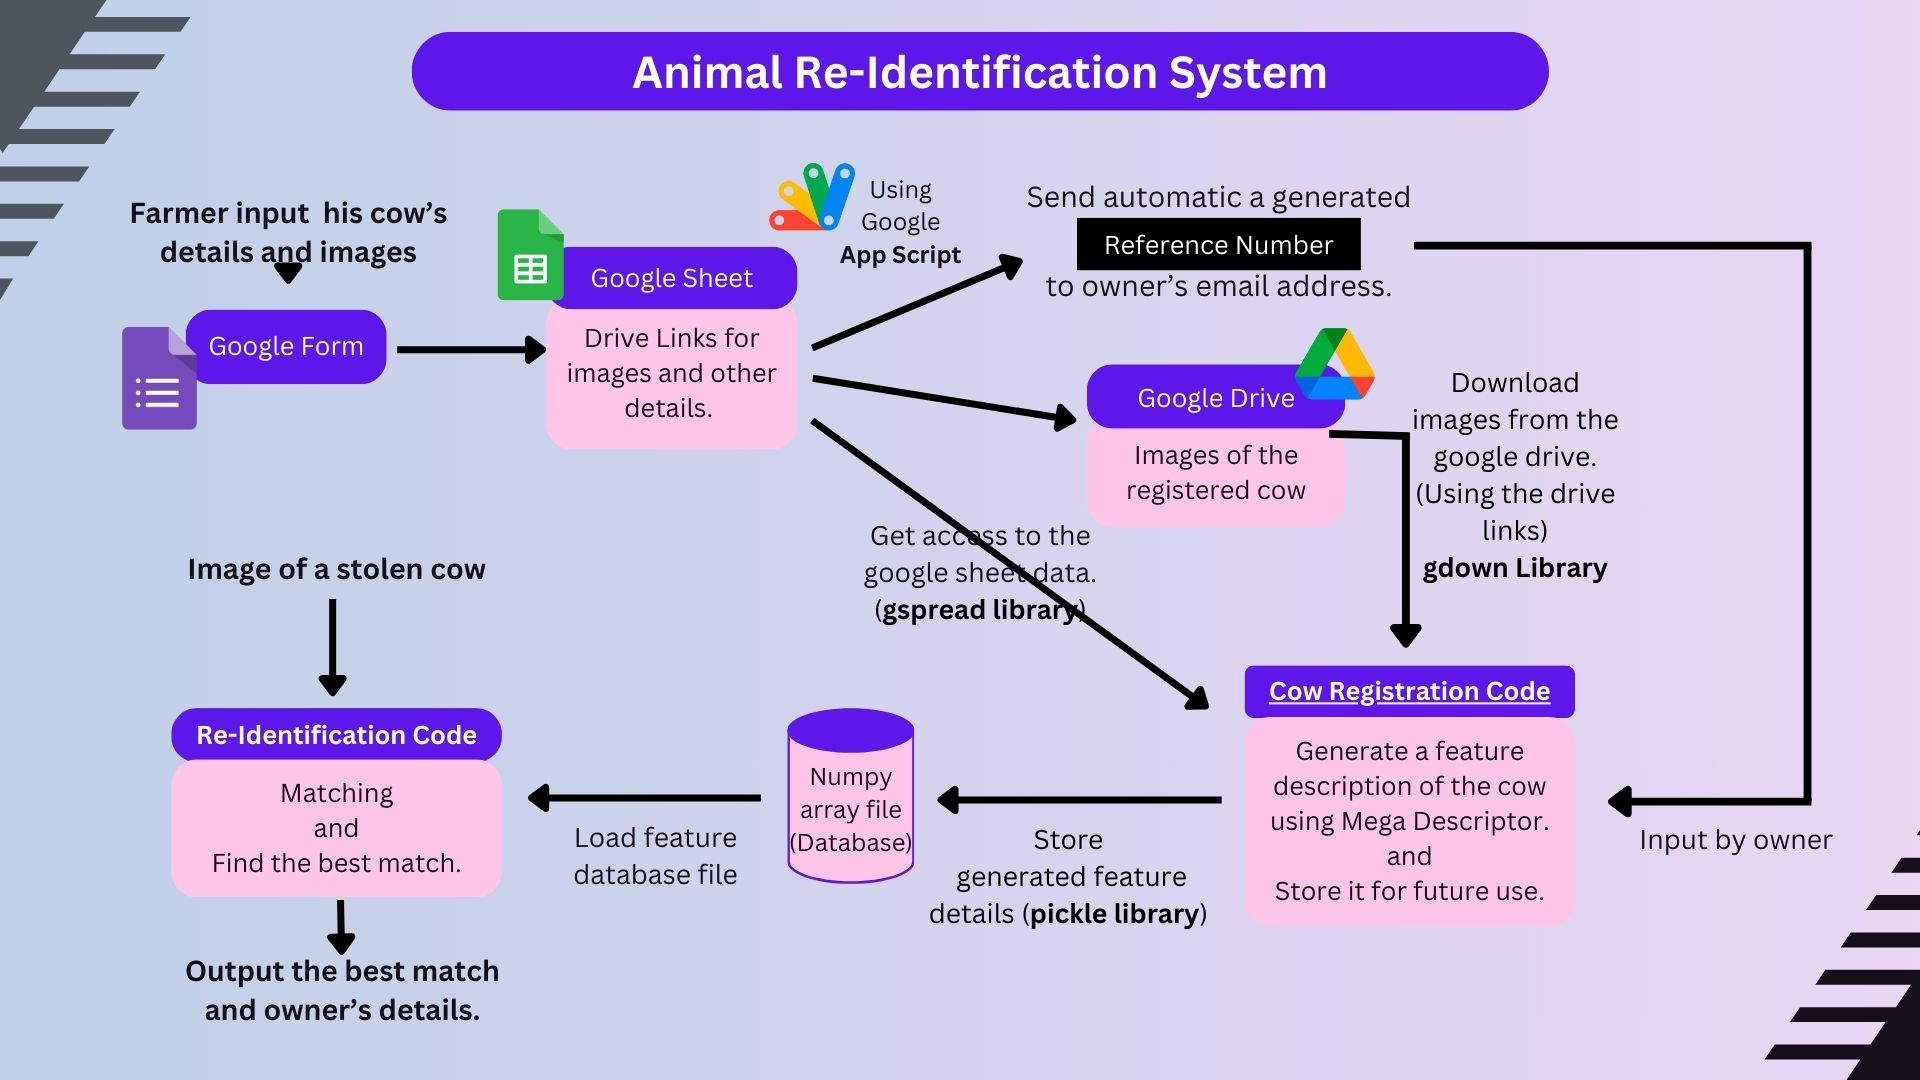 Animal Re-Identification System
Farmer input his cow's
details and images
Google Form
Google Sheet
Drive Links for
images and other
details.
Using
Google
App Script
Send automatic a generated
Reference Number
to owner's email address.
Google Drive
Images of the
registered cow
Download
images from the
google drive.
(Using the drive
links)
gdown Library
Get access to the
google sheet data.
(gspread library)
Input by owner
Cow Registration Code
Generate a feature
description of the cow
using Mega Descriptor.
and
Store it for future use.
Store
generated feature
details (pickle library)
Numpy
array file
(Database)
Load feature
database file
Image of a stolen cow
Re-Identification Code
Matching
and
Find the best match.
Output the best match
and owner's details.